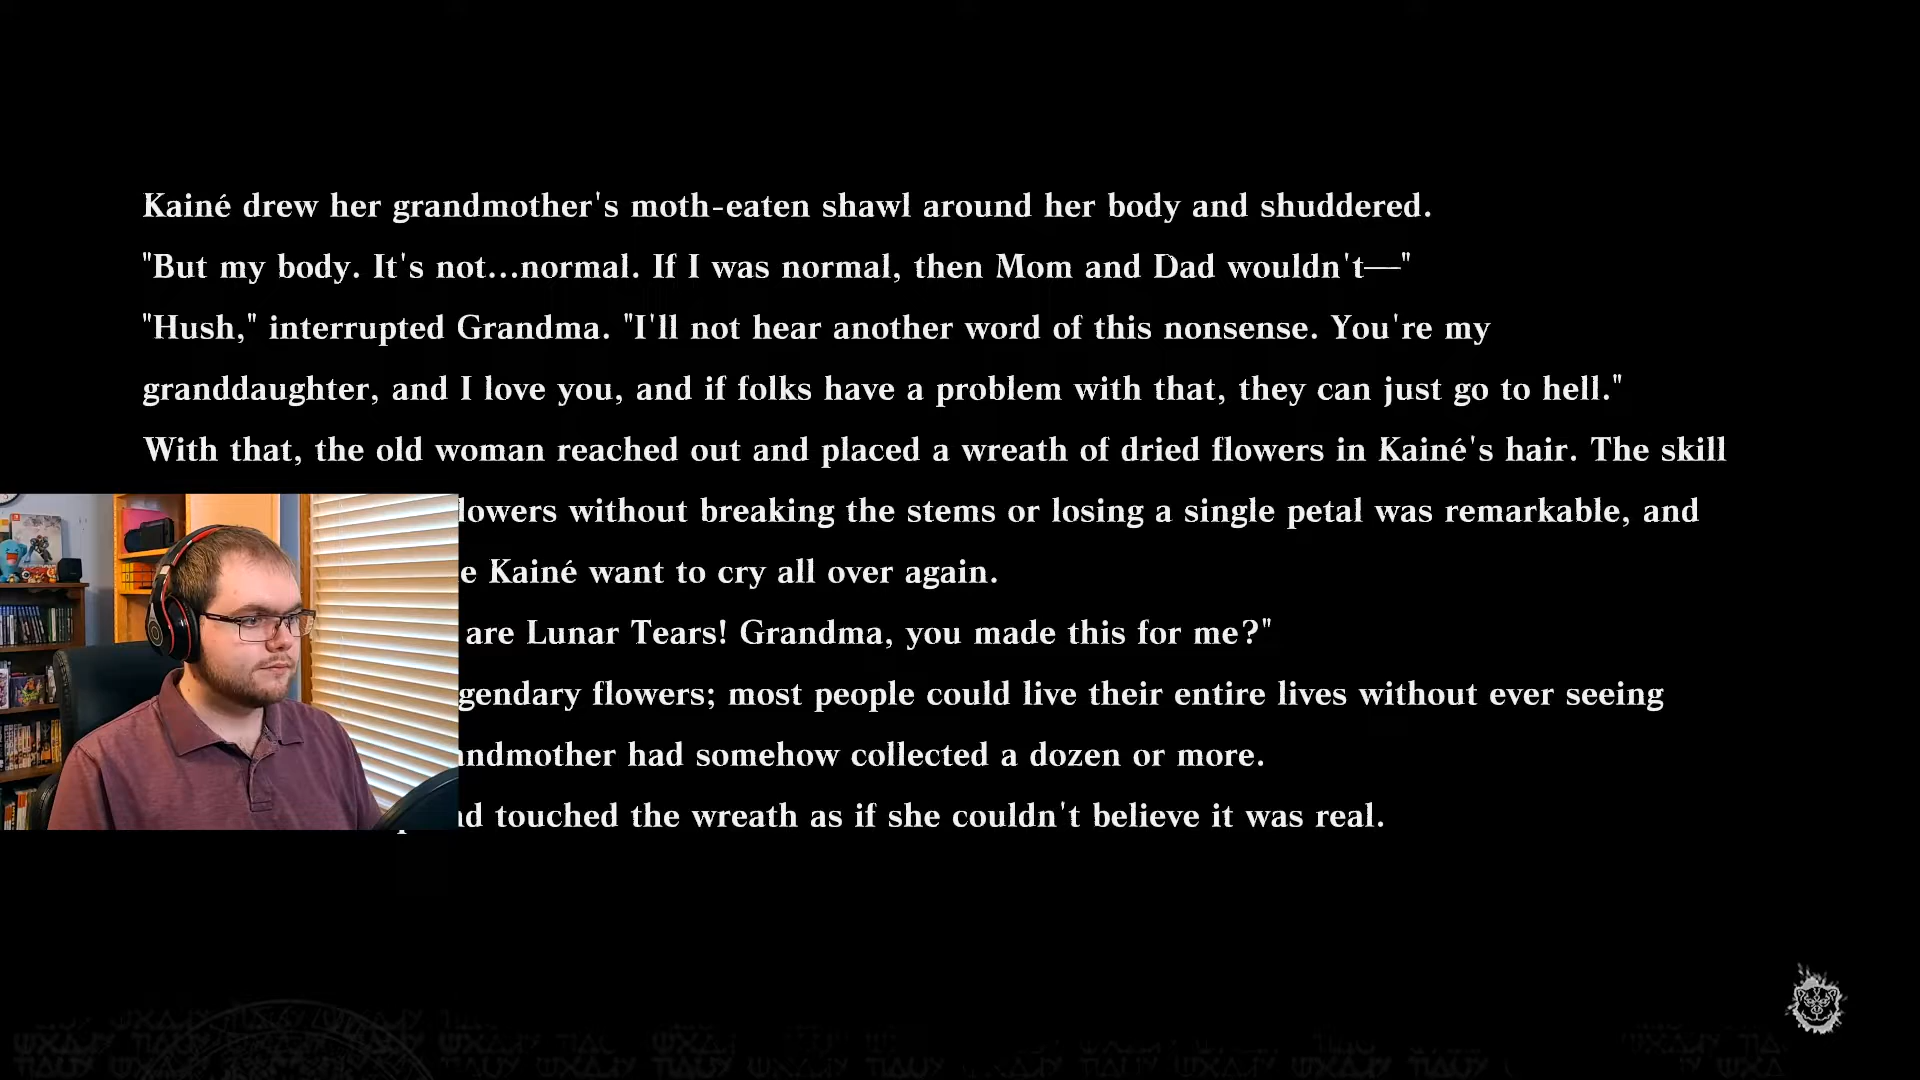 Kainé drew her grandmother's moth-eaten shawl around her body and shuddered.
"But my body. It's not...normal. If I was normal, then Mom and Dad wouldn't—"
"Hush," interrupted Grandma. "I'll not hear another word of this nonsense. You're my
granddaughter, and I love you, and if folks have a problem with that, they can just go to hell."
With that, the old woman reached out and placed a wreath of dried flowers in Kainé's hair. The skill
without breaking the stems or losing a single petal was remarkable, and
Kainé want to cry all over again.
are Lunar Tears! Grandma, you made this for me?"
flowers; most people could live their entire lives without ever seeing
had somehow collected a dozen or more.
touched the wreath as if she couldn't believe it was real.